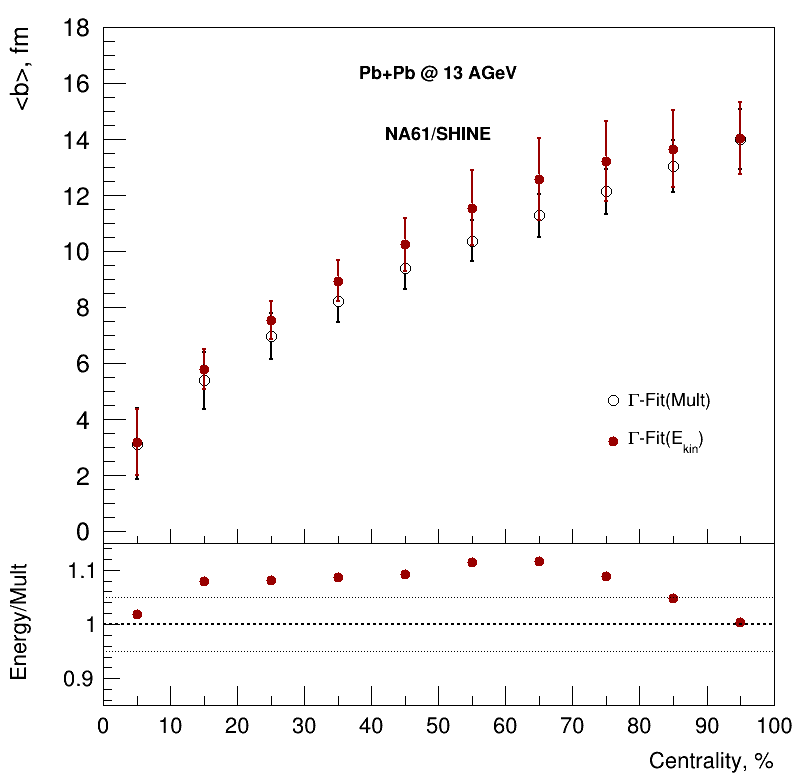 <b>, fm
18
16
14
12
10
8
6
4
2
0
Pb+Pb @ 13 AGeV
NA61/SHINE
Γ-Fit(Mult)
Γ-Fit(Ekin)
Energy/Mult
1.1
1
0.9
0 10 20 30 40 50 60 70 80 90 100
Centrality, %